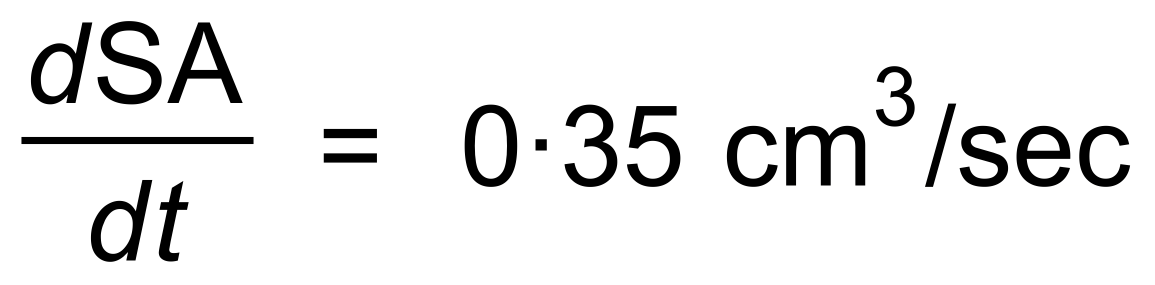 dSA/dt = 0·35 cm³/sec